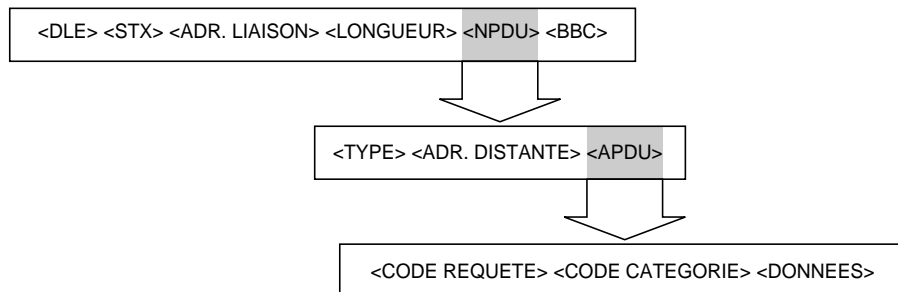 <DLE> <STX> <ADR. LIAISON> <LONGUEUR> <NPDU> <BBC>
<TYPE> <ADR. DISTANTE> <APDU>
<CODE REQUETE> <CODE CATEGORIE> <DONNEES>